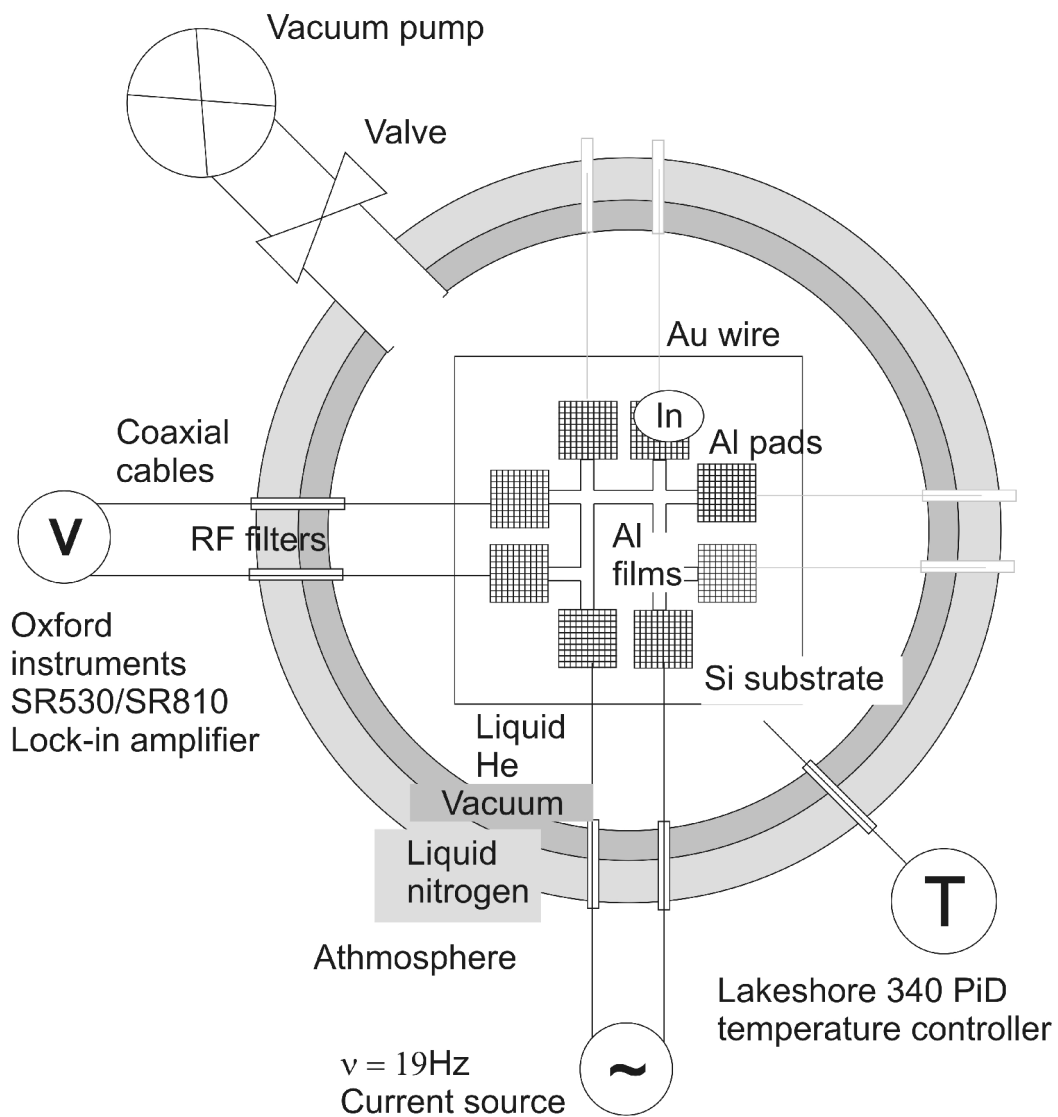 Vacuum pump
Valve
Au wire
In
Al pads
Coaxial
cables
V
RF filters
Al
films
Oxford
instruments
SR530/SR810
Lock-in amplifier
Si substrate
Liquid
He
Vacuum
Liquid
nitrogen
T
Athmosphere
Lakeshore 340 PiD
temperature controller
ν = 19Hz
Current source
~